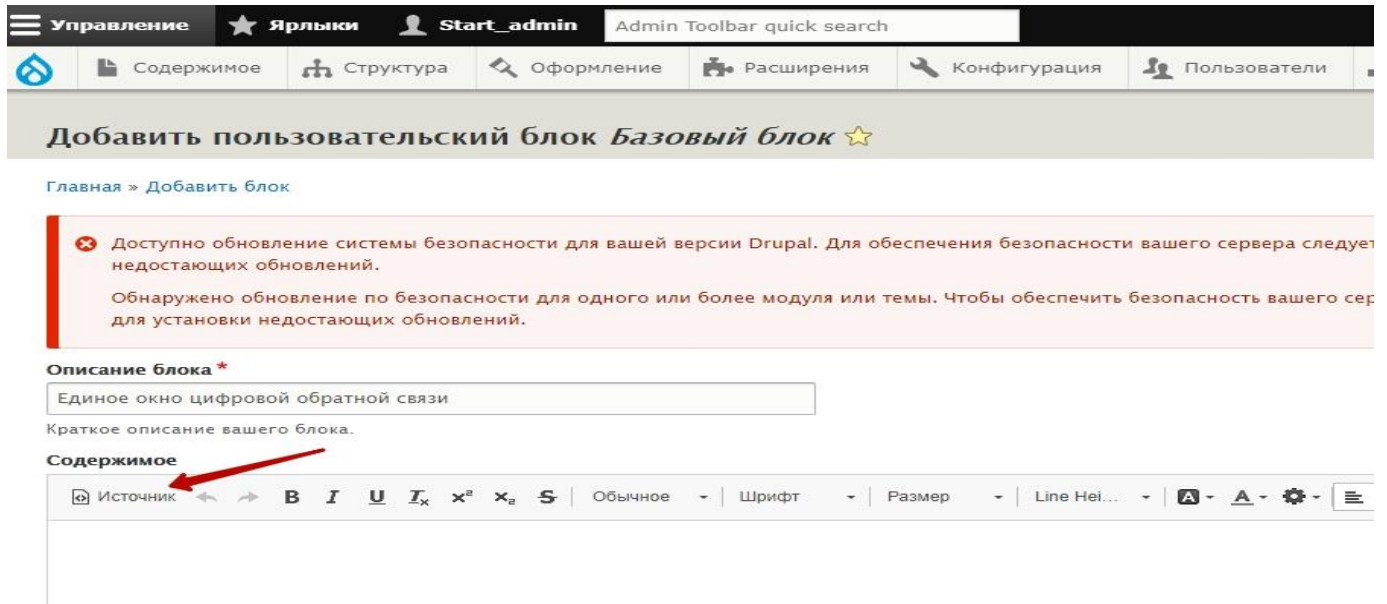 Управление Ярлыки Start_admin Admin Toolbar quick search
Содержимое Структура Оформление Расширения Конфигурация Пользователи
Добавить пользовательский блок Базовый блок
Главная » Добавить блок
Доступно обновление системы безопасности для вашей версии Drupal. Для обеспечения безопасности вашего сервера следует
недостающих обновлений.
Обнаружено обновление по безопасности для одного или более модуля или темы. Чтобы обеспечить безопасность вашего сер
для установки недостающих обновлений.
Описание блока *
Единое окно цифровой обратной связи
Краткое описание вашего блока.
Содержимое
Источник B I U Ix x² x₂ S Обычное Шрифт Размер Line Hei... A A